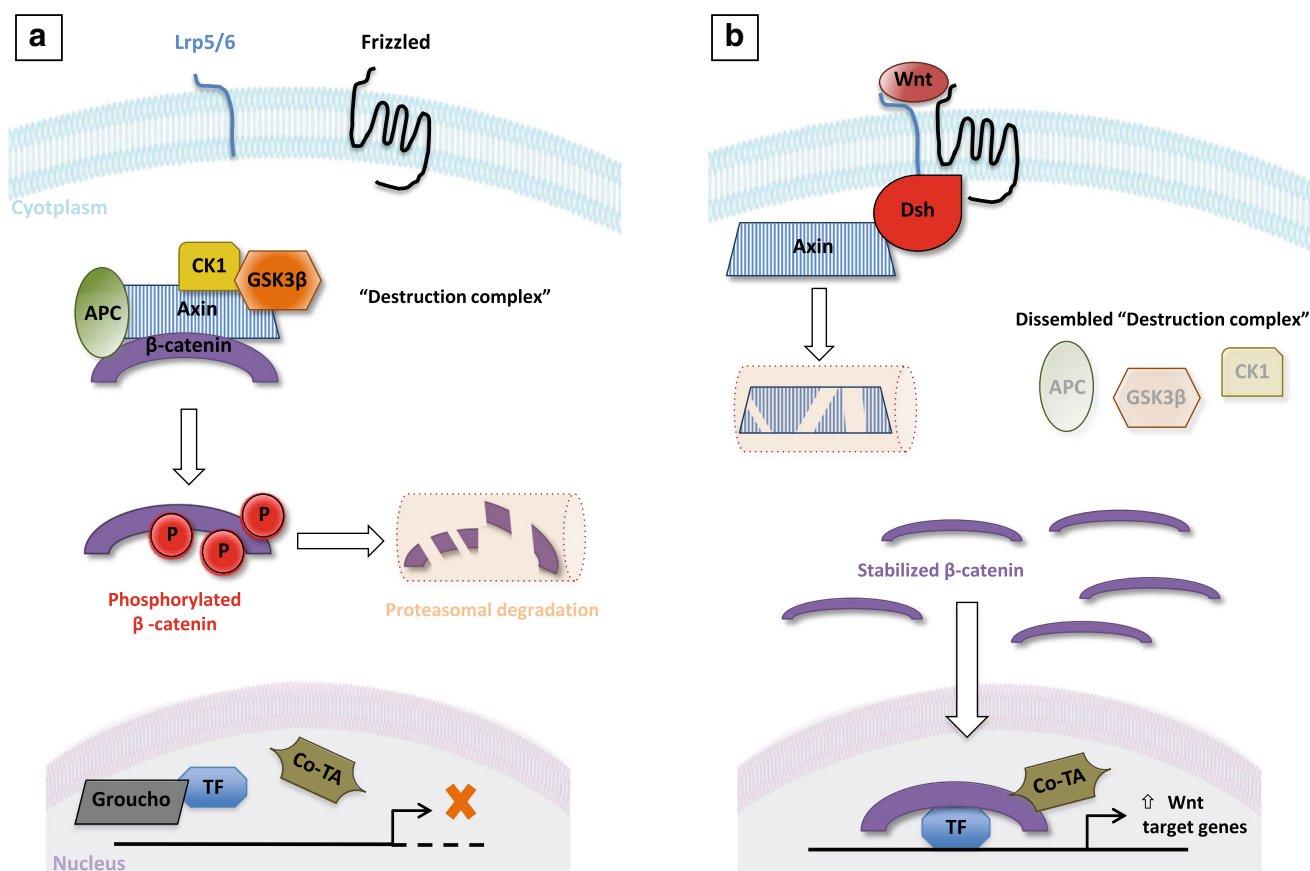 a
Lrp5/6
Frizzled
Cyotplasm
CK1
GSK3β
APC
Axin
β-catenin
“Destruction complex”
P
P
P
Phosphorylated
β -catenin
Proteasomal degradation
Co-TA
TF
Groucho
Nucleus
b
Wnt
Dsh
Axin
Dissembled “Destruction complex”
APC
GSK3β
CK1
Stabilized β-catenin
Co-TA
TF
⇧ Wnt
target genes